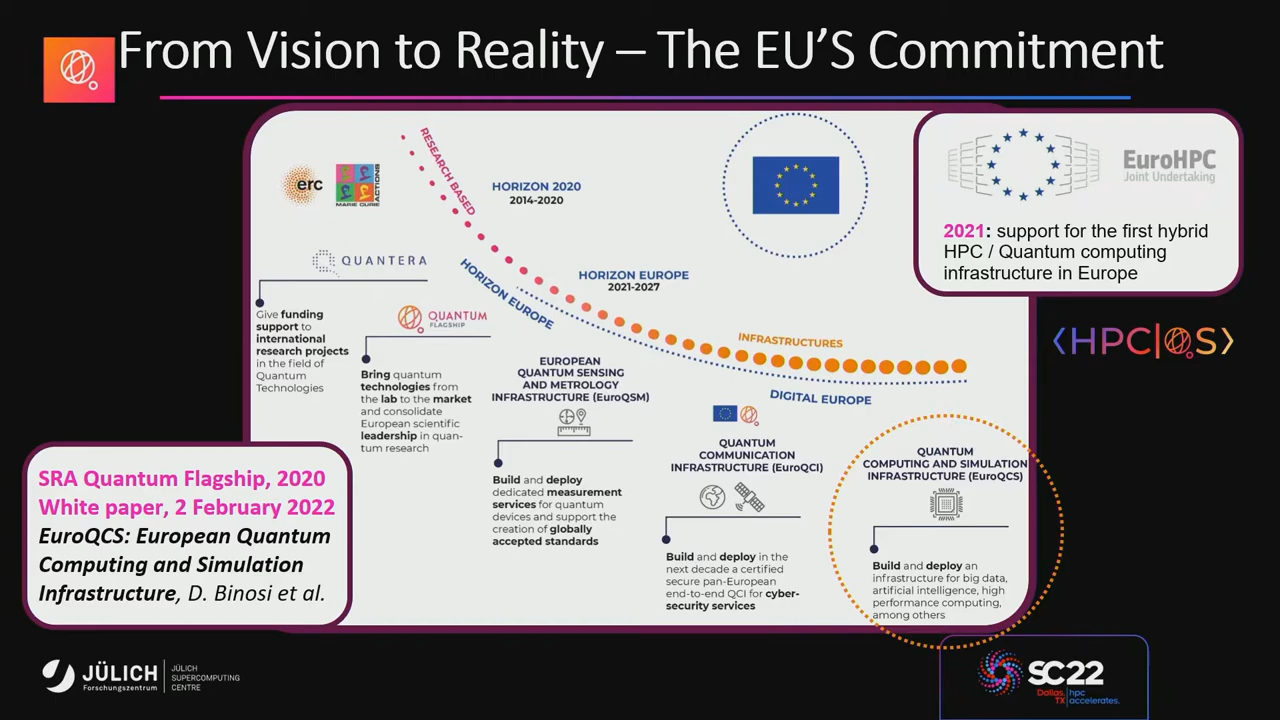 From Vision to Reality – The EU'S Commitment
erc
MARIE CURIE
ACTIONS
RESEARCH BASED
HORIZON 2020
2014-2020
EuroHPC
Joint Undertaking
2021: support for the first hybrid
HPC / Quantum computing
infrastructure in Europe
QUANTERA
Give funding
support to
international
research projects
in the field of
Quantum
Technologies
HORIZON EUROPE
HORIZON EUROPE
2021-2027
QUANTUM
FLAGSHIP
Bring quantum
technologies from
the lab to the market
and consolidate
European scientific
leadership in quan-
tum research
INFRASTRUCTURES
DIGITAL EUROPE
<HPC|QS>
EUROPEAN
QUANTUM SENSING
AND METROLOGY
INFRASTRUCTURE (EuroQSM)
Build and deploy
dedicated measurement
services for quantum
devices and support the
creation of globally
accepted standards
QUANTUM
COMMUNICATION
INFRASTRUCTURE (EuroQCI)
Build and deploy in the
next decade a certified
secure pan-European
end-to-end QCI for cyber-
security services
QUANTUM
COMPUTING AND SIMULATION
INFRASTRUCTURE (EuroQCS)
Build and deploy an
infrastructure for big data,
artificial intelligence, high
performance computing,
among others
SRA Quantum Flagship, 2020
White paper, 2 February 2022
EuroQCS: European Quantum
Computing and Simulation
Infrastructure, D. Binosi et al.
JÜLICH
Forschungszentrum
JÜLICH
SUPERCOMPUTING
CENTRE
SC22
Dallas,
TX
hpc
accelerates.